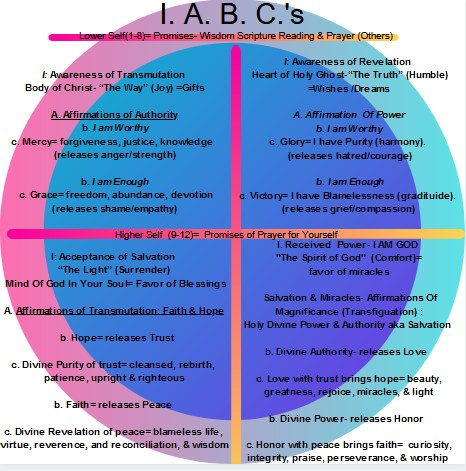 I. A. B. C.'s
Lower Self(1-8)= Promises- Wisdom Scripture Reading & Prayer (Others)
I: Awareness of Transmutation
Body of Christ- “The Way” (Joy) =Gifts
A. Affirmations of Authority
b. I am Worthy
c. Mercy= forgiveness, justice, knowledge
(releases anger/strength)
b. I am Enough
c. Grace= freedom, abundance, devotion
(releases shame/empathy)
I: Awareness of Revelation
Heart of Holy Ghost-“The Truth” (Humble)
=Wishes /Dreams
A. Affirmation Of Power
b. I am Worthy
c. Glory= I have Purity (harmony).
(releases hatred/courage)
b. I am Enough
c. Victory= I have Blamelessness (gradituide).
(releases grief/compassion)
Higher Self (9-12)= Promises of Prayer for Yourself
I: Acceptance of Salvation
“The Light” (Surrender)
Mind Of God In Your Soul= Favor of Blessings
A. Affirmations of Transmutation: Faith & Hope
b. Hope= releases Trust
c. Divine Purity of trust= cleansed, rebirth,
patience, upright & righteous
b. Faith= releases Peace
c. Divine Revelation of peace= blameless life,
virtue, reverence, and reconciliation, & wisdom
I. Received Power- I AM GOD
"The Spirit of God" (Comfort)=
favor of miracles
Salvation & Miracles- Affirmations Of
Magnificance (Transfiguation) :
Holy Divine Power & Authority aka Salvation
b. Divine Authority- releases Love
c. Love with trust brings hope= beauty,
greatness, rejoice, miracles, & light
b. Divine Power- releases Honor
c. Honor with peace brings faith= curiosity,
integrity, praise, perseverance, & worship